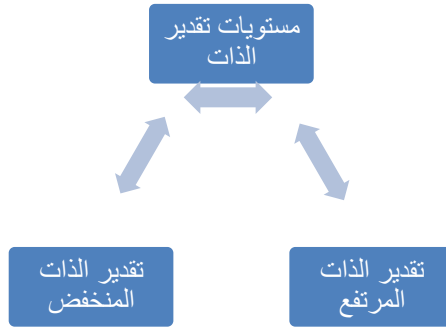 مستويات تقدير
الذات
تقدير الذات
المرتفع
تقدير الذات
المنخفض